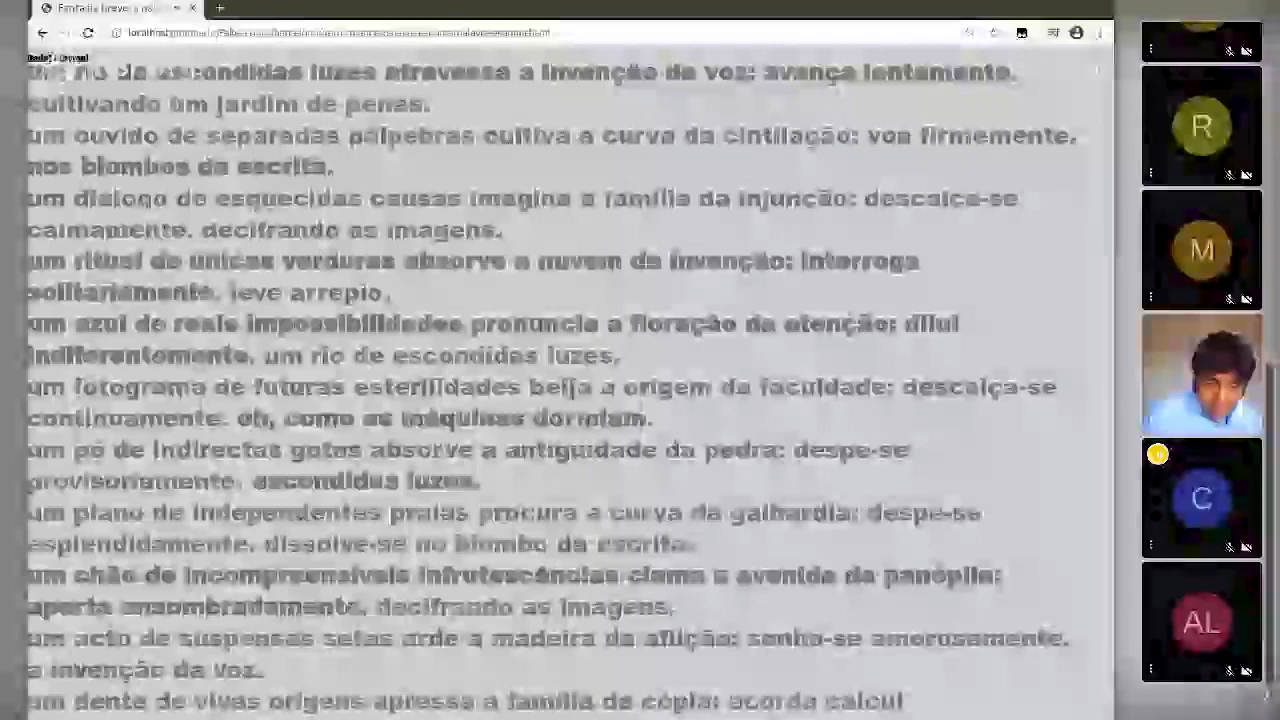 um rio de escondidas luzes atravessa a invenção da voz: avança lentamente,
cultivando um jardim de penas.
um ouvido de separadas pálpebras cultiva a curva da cintilação: voa firmemente,
nos biombos da escrita.
um diálogo de esquecidas causas imagina a família da injunção: descalça-se
calmamente, decifrando as imagens.
um ritual de únicas verduras absorve a nuvem da invenção: interroga
solitariamente, leve arrepio,
um azul de reais impossibilidades pronuncia a floração da atenção: dilui
indiferentemente, um rio de escondidas luzes,
um fotograma de futuras esterilidades beija a origem da faculdade: descalça-se
continuamente, oh, como as máquinas dormiam.
um pó de indirectas gotas absorve a antiguidade da pedra: despe-se
provisoriamente, escondidas luzes.
um plano de independentes praias procura a curva da galhardia: despe-se
esplendidamente, dissolve-se no biombo da escrita.
um chão de incompreensíveis infrutescências clama a avenida da panóplia:
aperta ensombradamente, decifrando as imagens.
um acto de suspensas setas arde a madeira da aflição: senha-se amorosamente,
a invenção da voz.
um dente de vivas origens apressa a família da cópia: acorda calcul
R
M
C
AL